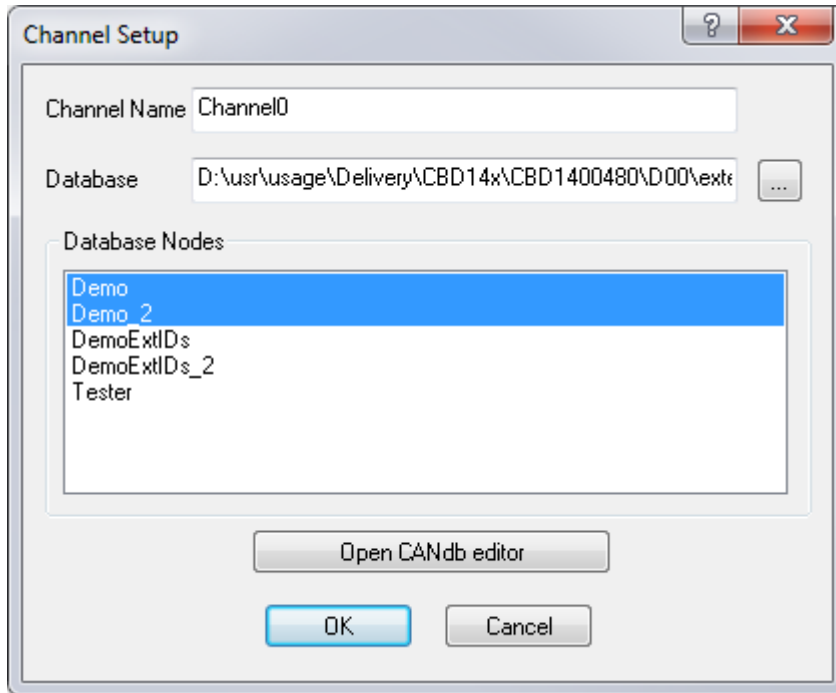 Channel Setup
Channel Name Channel0
Database D:\usr\usage\Delivery\CBD14x\CBD1400480\D00\exte ...
Database Nodes
Demo
Demo_2
DemoExtIDs
DemoExtIDs_2
Tester
Open CANdb editor
OK Cancel